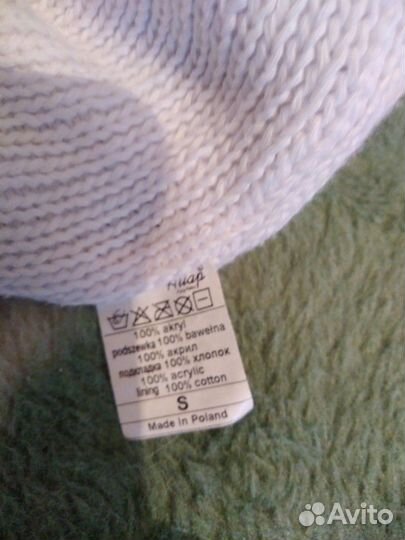 100% akryl
podszewka 100% bawełna
100% акрил
подкладка 100% хлопок
100% acrylic
lining 100% cotton
S
Made in Poland
Avito